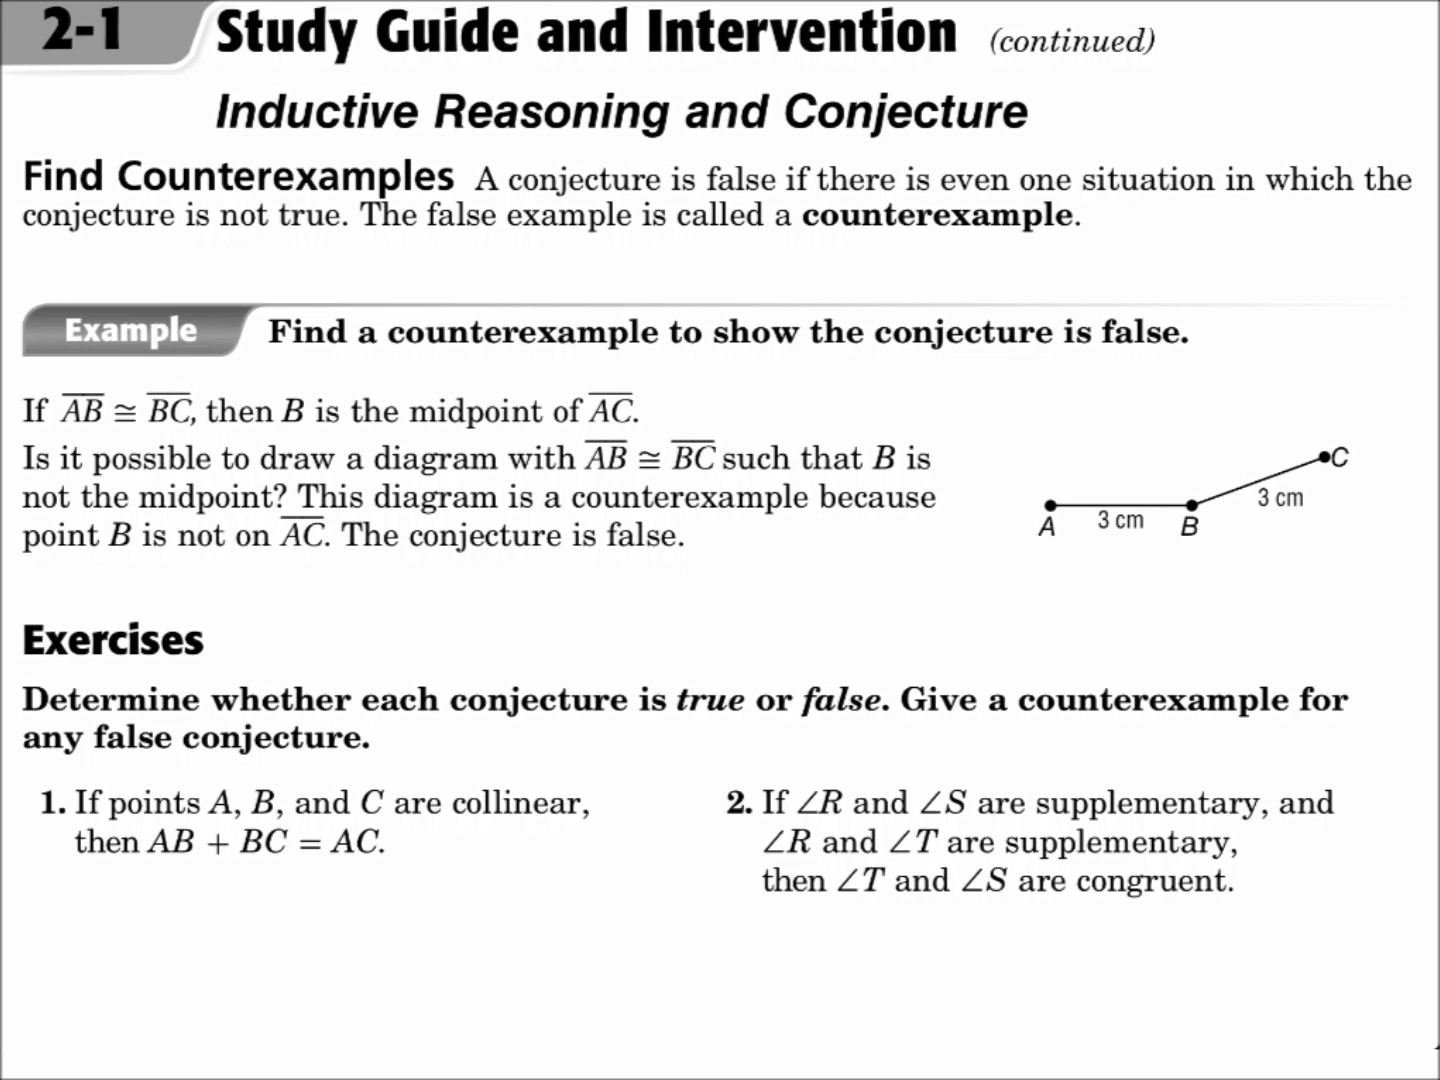 2-1 Study Guide and Intervention (continued)
Inductive Reasoning and Conjecture
Find Counterexamples A conjecture is false if there is even one situation in which the
conjecture is not true. The false example is called a counterexample.
Example Find a counterexample to show the conjecture is false.
If A̅B̅ ≅ B̅C̅, then B is the midpoint of A̅C̅.
Is it possible to draw a diagram with A̅B̅ ≅ B̅C̅ such that B is
not the midpoint? This diagram is a counterexample because
point B is not on A̅C̅. The conjecture is false.
C
3 cm
3 cm
A B
Exercises
Determine whether each conjecture is true or false. Give a counterexample for
any false conjecture.
1. If points A, B, and C are collinear,
then AB + BC = AC.
2. If ∠R and ∠S are supplementary, and
∠R and ∠T are supplementary,
then ∠T and ∠S are congruent.